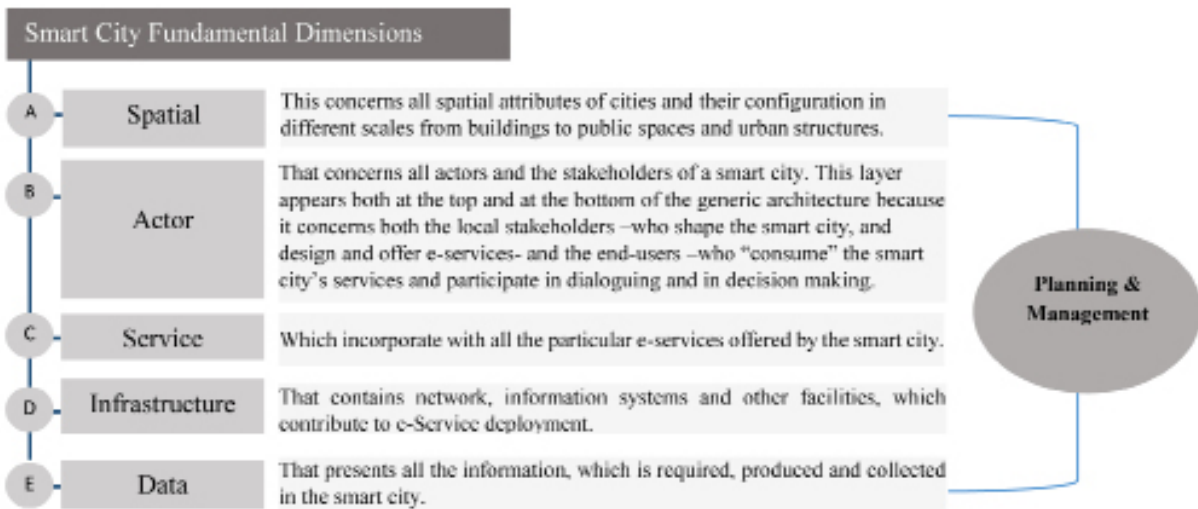 Smart City Fundamental Dimensions
A
Spatial
This concerns all spatial attributes of cities and their configuration in
different scales from buildings to public spaces and urban structures.
B
Actor
That concerns all actors and the stakeholders of a smart city. This layer
appears both at the top and at the bottom of the generic architecture because
it concerns both the local stakeholders –who shape the smart city, and
design and offer e-services- and the end-users –who “consume” the smart
city’s services and participate in dialoguing and in decision making.
C
Service
Which incorporate with all the particular e-services offered by the smart city.
D
Infrastructure
That contains network, information systems and other facilities, which
contribute to e-Service deployment.
E
Data
That presents all the information, which is required, produced and collected
in the smart city.
Planning &
Management